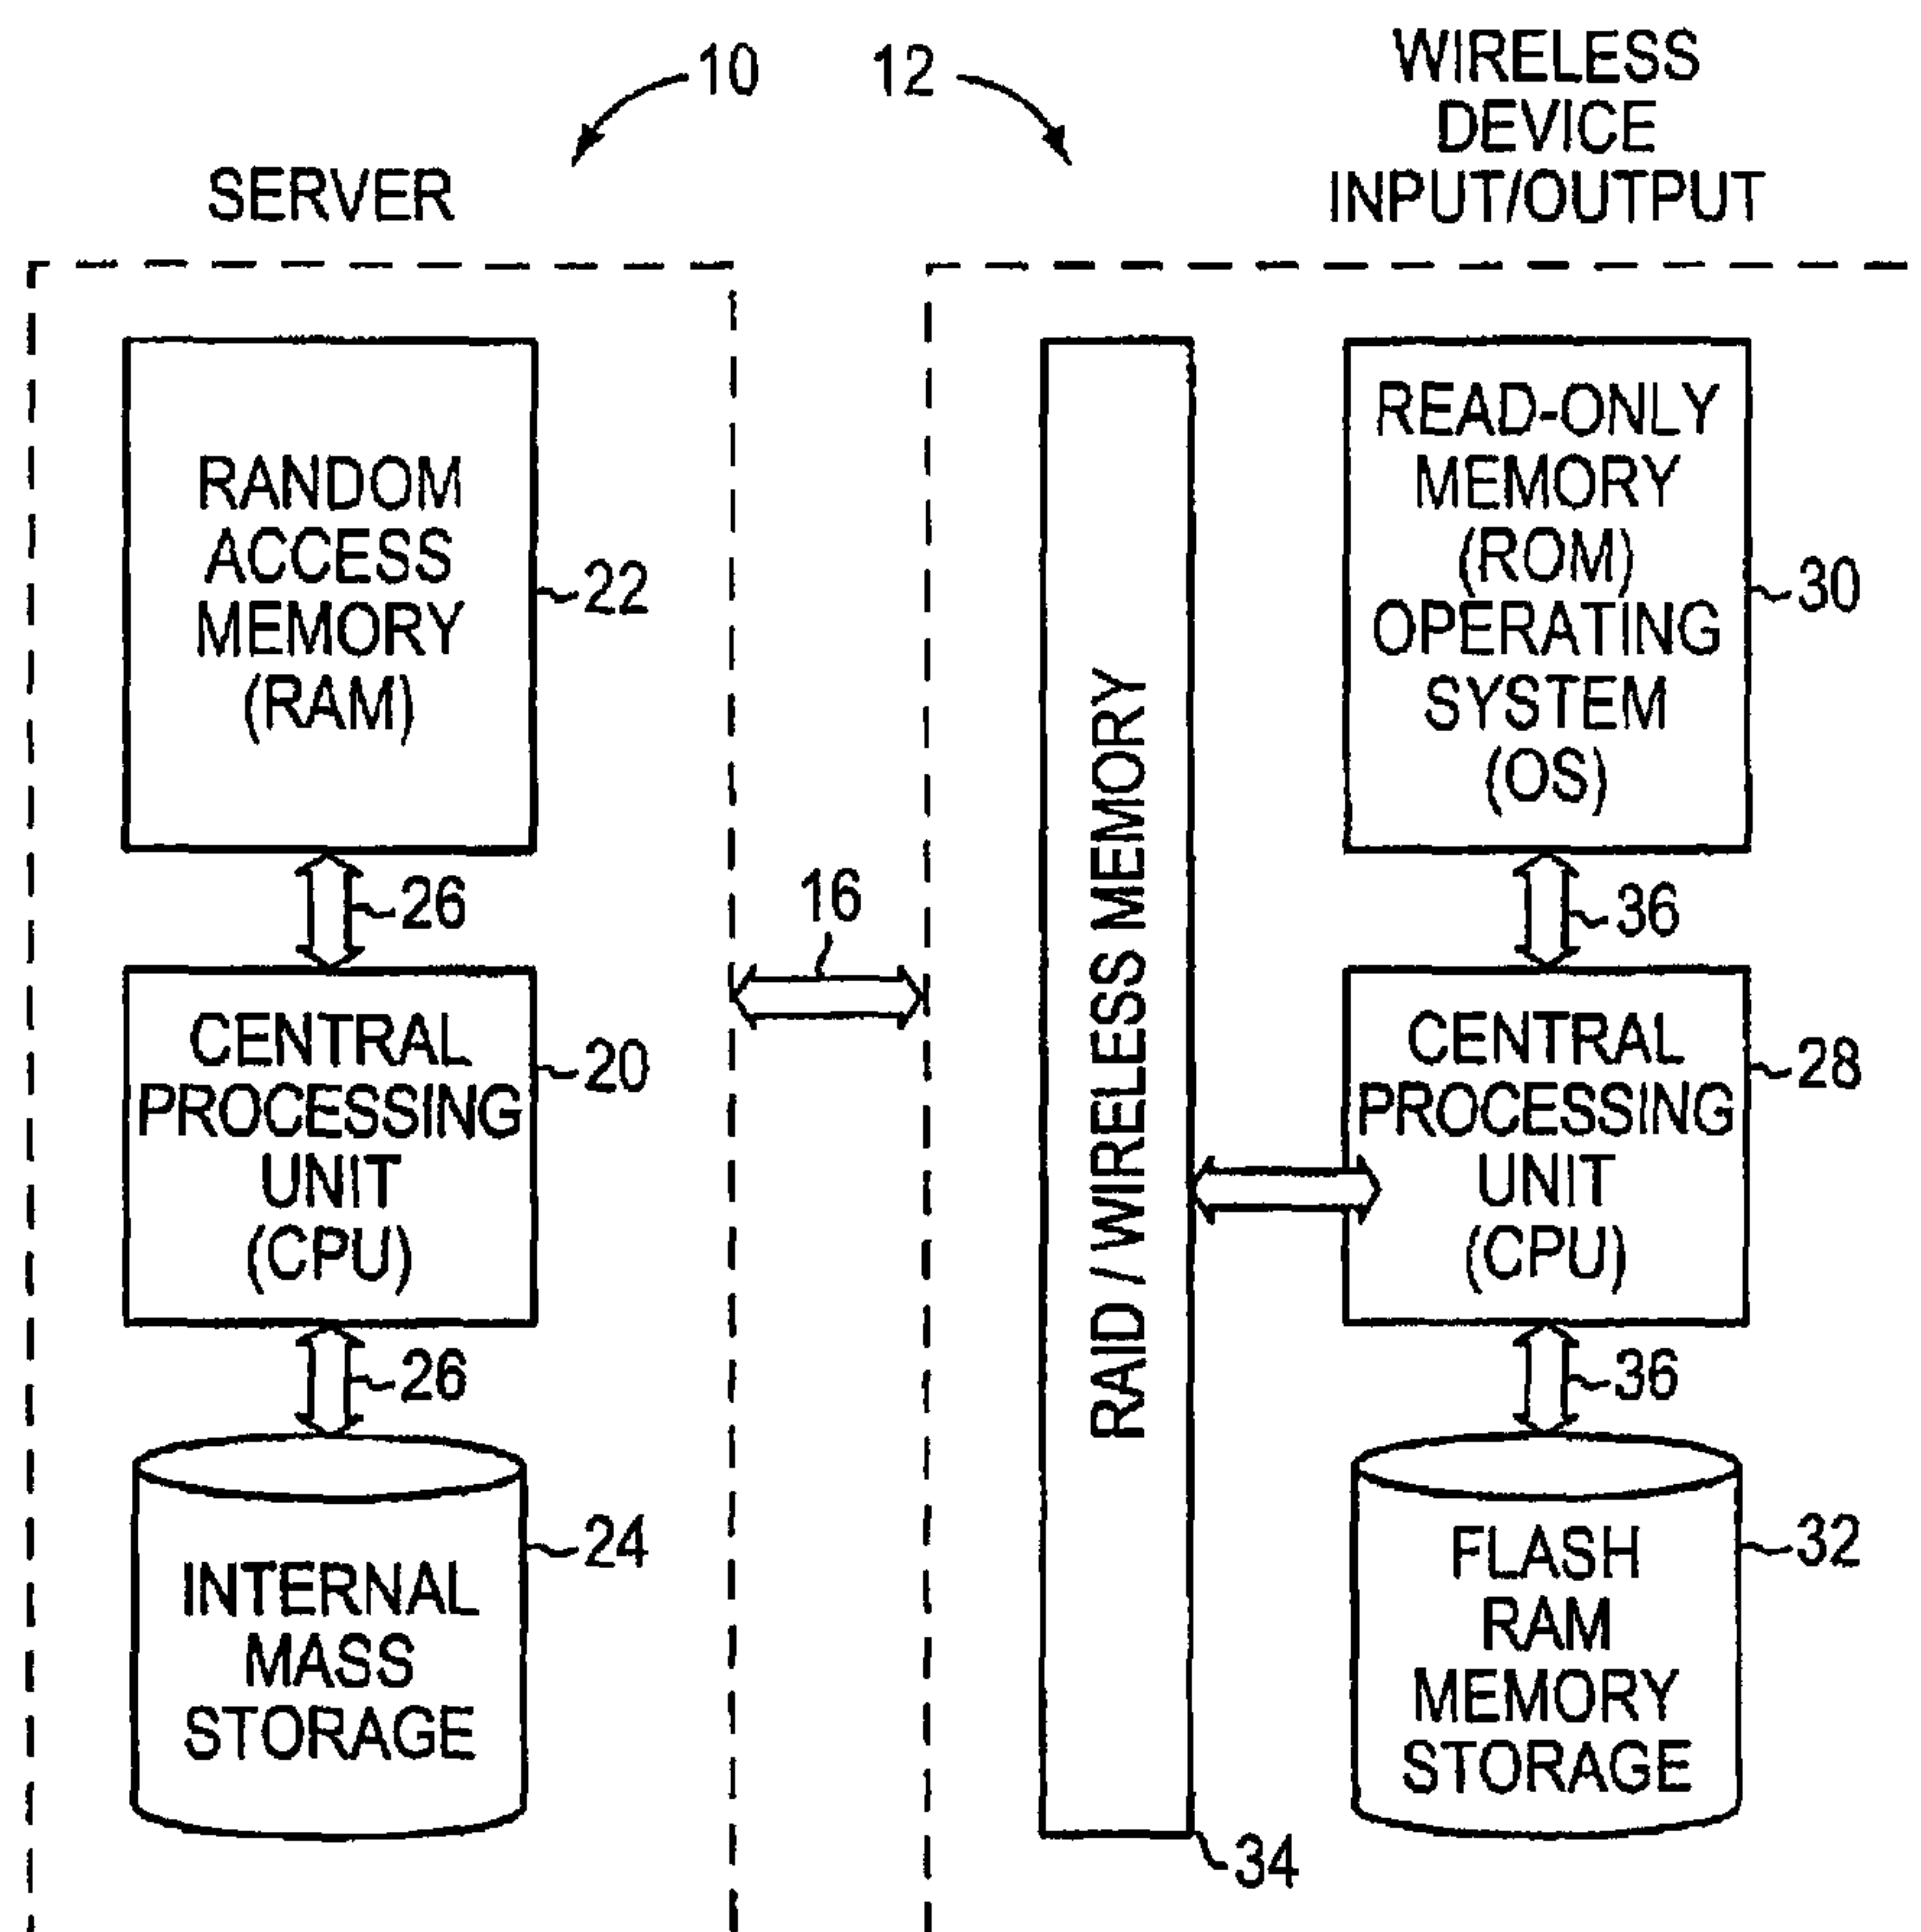 10
12
WIRELESS
DEVICE
INPUT/OUTPUT
SERVER
RANDOM
ACCESS
MEMORY
(RAM)
22
26
CENTRAL
PROCESSING
UNIT
(CPU)
20
26
INTERNAL
MASS
STORAGE
24
16
RAID / WIRELESS MEMORY
34
READ-ONLY
MEMORY
(ROM)
OPERATING
SYSTEM
(OS)
30
36
CENTRAL
PROCESSING
UNIT
(CPU)
28
36
FLASH
RAM
MEMORY
STORAGE
32